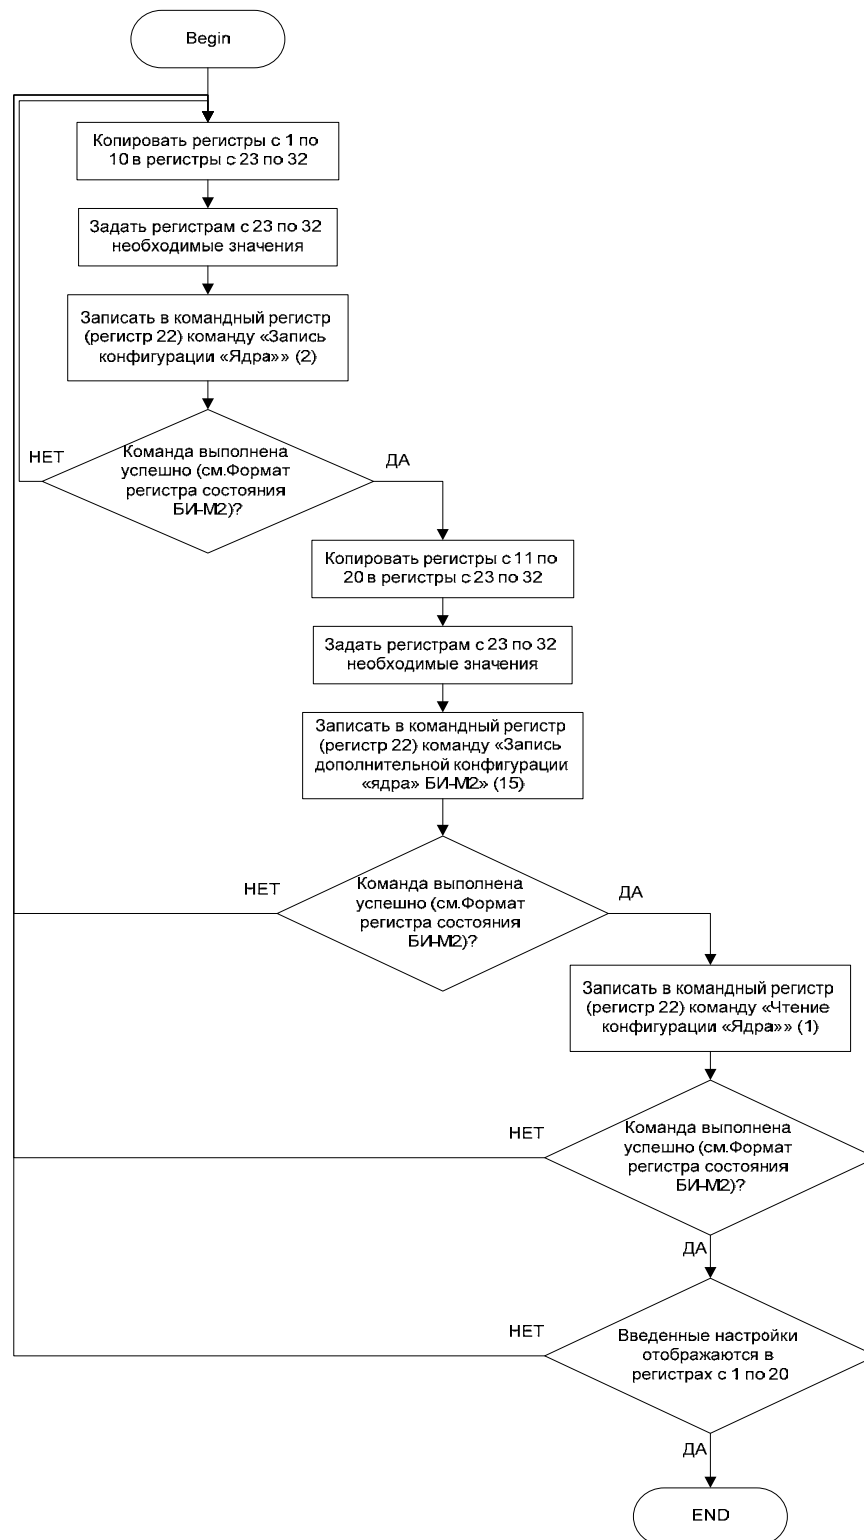 Begin
Копировать регистры с 1 по
10 в регистры с 23 по 32
Задать регистрам с 23 по 32
необходимые значения
Записать в командный регистр
(регистр 22) команду «Запись
конфигурации «Ядра»» (2)
НЕТ
Команда выполнена
успешно (см.Формат
регистра состояния
БИ-М2)?
ДА
Копировать регистры с 11 по
20 в регистры с 23 по 32
Задать регистрам с 23 по 32
необходимые значения
Записать в командный регистр
(регистр 22) команду «Запись
дополнительной конфигурации
«ядра» БИ-М2» (15)
НЕТ
Команда выполнена
успешно (см.Формат
регистра состояния
БИ-М2)?
ДА
Записать в командный регистр
(регистр 22) команду «Чтение
конфигурации «Ядра»» (1)
НЕТ
Команда выполнена
успешно (см.Формат
регистра состояния
БИ-М2)?
ДА
НЕТ
Введенные настройки
отображаются в
регистрах с 1 по 20
ДА
END